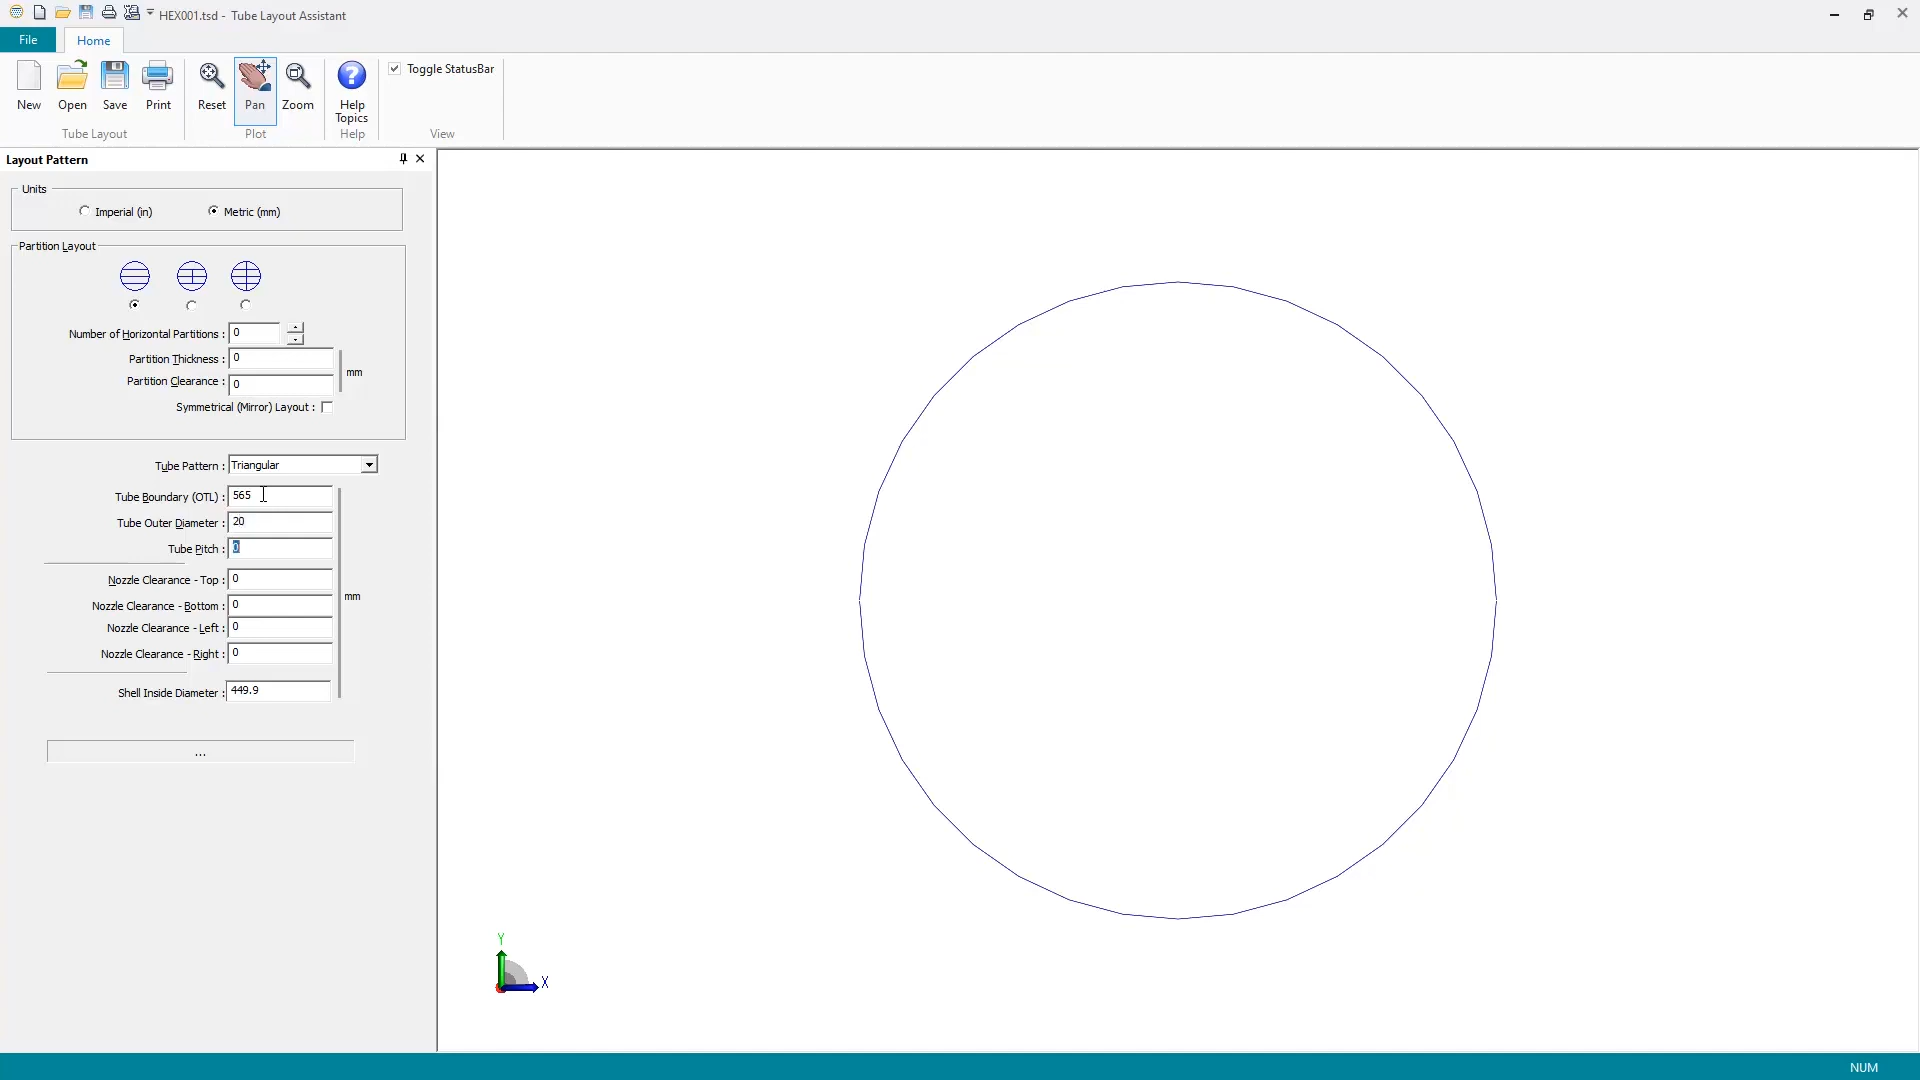 HEX001.tsd - Tube Layout Assistant
File
Home
New
Open
Save
Print
Reset
Pan
Zoom
Help
Topics
Toggle StatusBar
Tube Layout
Plot
Help
View
Layout Pattern
Units
Imperial (in)
Metric (mm)
Partition Layout
Number of Horizontal Partitions : 0
Partition Thickness : 0
mm
Partition Clearance : 0
Symmetrical (Mirror) Layout :
Tube Pattern : Triangular
Tube Boundary (OTL) : 565
Tube Outer Diameter : 20
Tube Pitch : 0
Nozzle Clearance - Top : 0
mm
Nozzle Clearance - Bottom : 0
Nozzle Clearance - Left : 0
Nozzle Clearance - Right : 0
Shell Inside Diameter : 449.9
...
Y
X
NUM